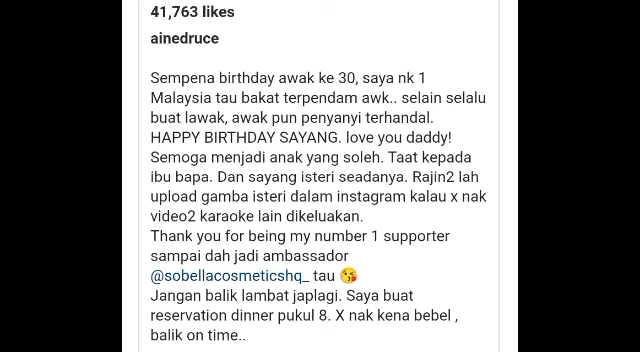 41,763 likes
ainedruce
Sempena birthday awak ke 30, saya nk 1
Malaysia tau bakat terpendam awk.. selain selalu
buat lawak, awak pun penyanyi terhandal.
HAPPY BIRTHDAY SAYANG. love you daddy!
Semoga menjadi anak yang soleh. Taat kepada
ibu bapa. Dan sayang isteri seadanya. Rajin2 lah
upload gamba isteri dalam instagram kalau x nak
video2 karaoke lain dikeluakan.
Thank you for being my number 1 supporter
sampai dah jadi ambassador
@sobellacosmeticshq_ tau 😘
Jangan balik lambat japlagi. Saya buat
reservation dinner pukul 8. X nak kena bebel ,
balik on time..